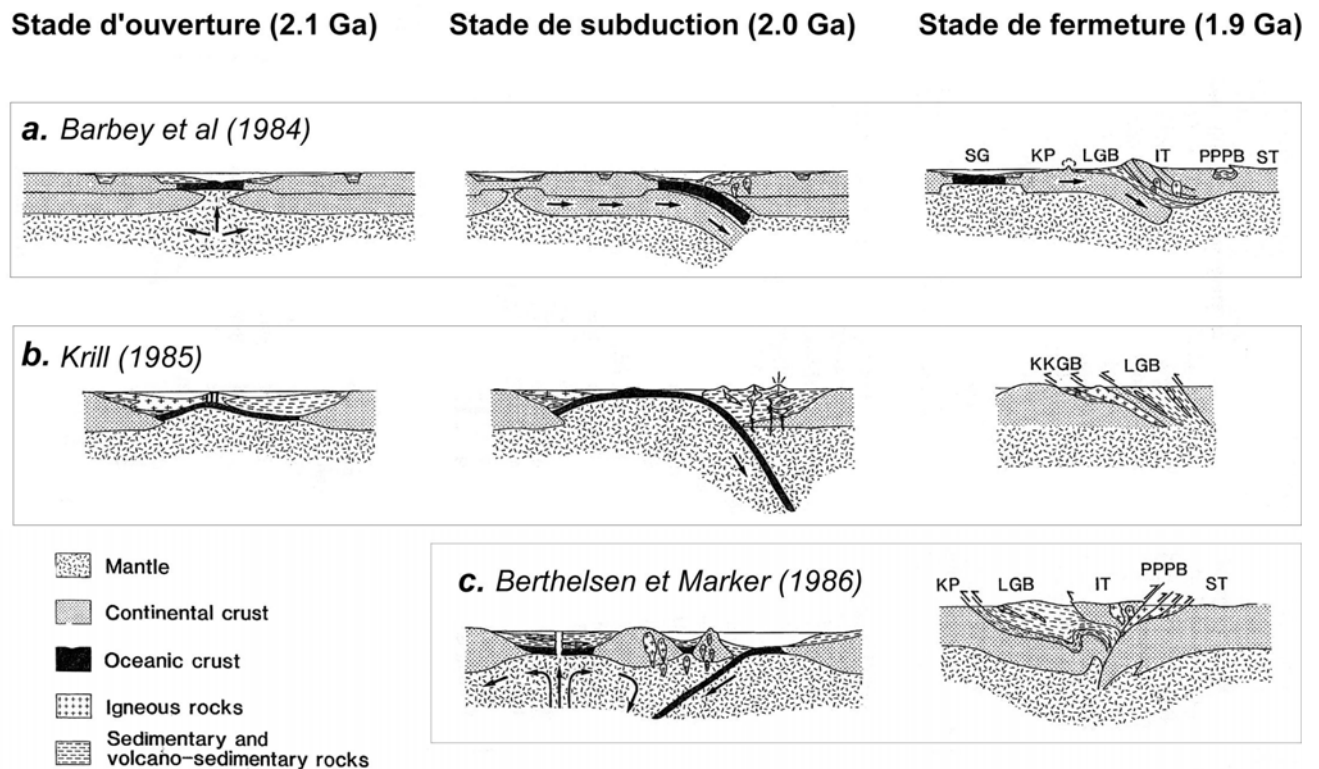 Stade d'ouverture (2.1 Ga) Stade de subduction (2.0 Ga) Stade de fermeture (1.9 Ga)
a. Barbey et al (1984)
SG KP LGB IT PPPB ST
b. Krill (1985)
KKGB LGB
c. Berthelsen et Marker (1986)
KP LGB IT PPPB ST
Mantle
Continental crust
Oceanic crust
Igneous rocks
Sedimentary and
volcano-sedimentary rocks